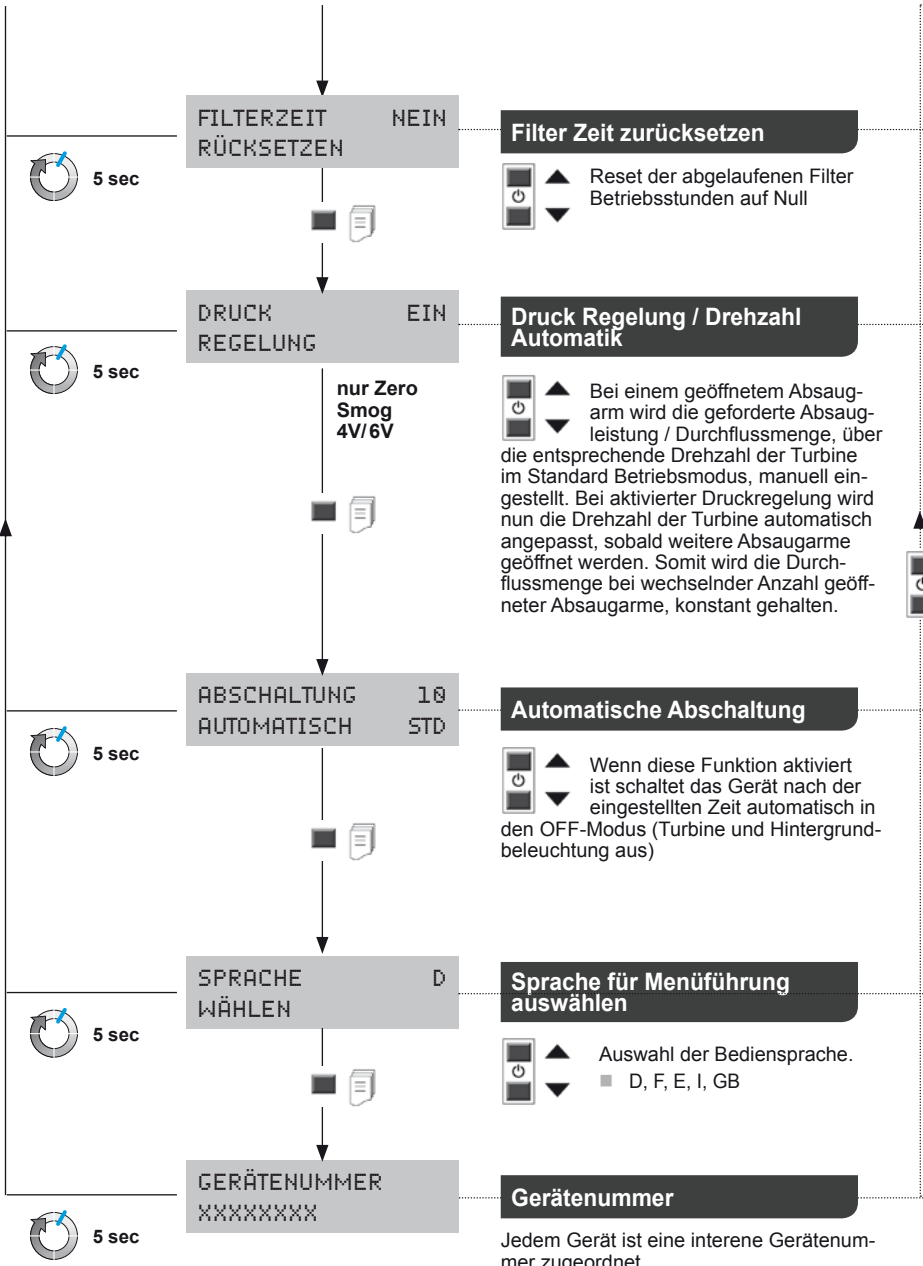 FILTERZEIT NEIN
RÜCKSETZEN
Filter Zeit zurücksetzen
5 sec
Reset der abgelaufenen Filter
Betriebsstunden auf Null
DRUCK EIN
REGELUNG
Druck Regelung / Drehzahl
Automatik
5 sec
nur Zero
Smog
4V/6V
Bei einem geöffnetem Absaug-
arm wird die geforderte Absaug-
leistung / Durchflussmenge, über
die entsprechende Drehzahl der Turbine
im Standard Betriebsmodus, manuell ein-
gestellt. Bei aktivierter Druckregelung wird
nun die Drehzahl der Turbine automatisch
angepasst, sobald weitere Absaugarme
geöffnet werden. Somit wird die Durch-
flussmenge bei wechselnder Anzahl geöff-
neter Absaugarme, konstant gehalten.
ABSCHALTUNG 10
AUTOMATISCH STD
Automatische Abschaltung
5 sec
Wenn diese Funktion aktiviert
ist schaltet das Gerät nach der
eingestellten Zeit automatisch in
den OFF-Modus (Turbine und Hintergrund-
beleuchtung aus)
SPRACHE D
WÄHLEN
Sprache für Menüführung
auswählen
5 sec
Auswahl der Bediensprache.
D, F, E, I, GB
GERÄTENUMMER
XXXXXXXX
Gerätenummer
5 sec
Jedem Gerät ist eine interene Gerätenum-
mer zugeordnet